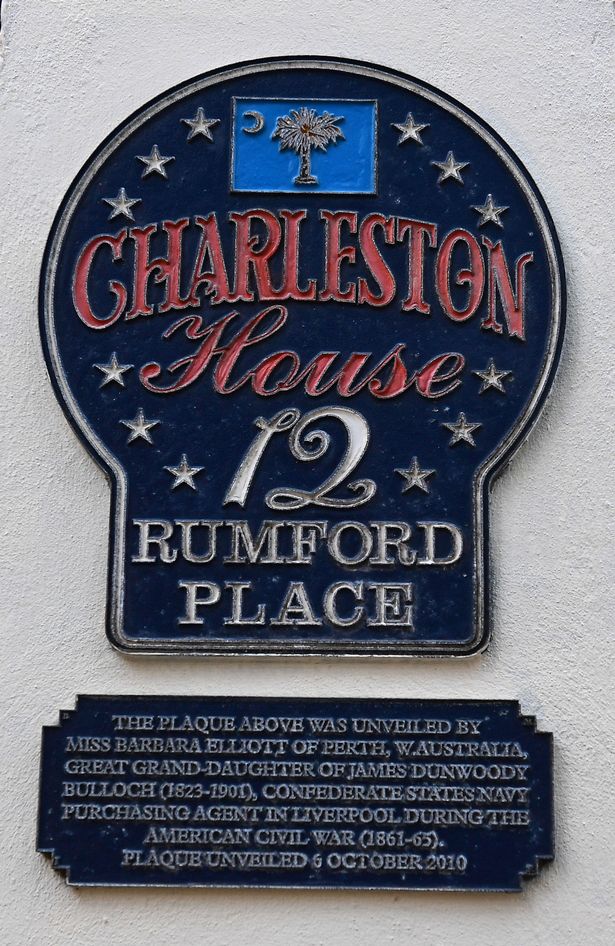 CHARLESTON
House
12
RUMFORD
PLACE
THE PLAQUE ABOVE WAS UNVEILED BY
MISS BARBARA ELLIOTT OF PERTH, W.AUSTRALIA,
GREAT GRAND-DAUGHTER OF JAMES DUNWOODY
BULLOCH (1823-1901), CONFEDERATE STATES NAVY
PURCHASING AGENT IN LIVERPOOL DURING THE
AMERICAN CIVIL WAR (1861-65).
PLAQUE UNVEILED 6 OCTOBER 2010